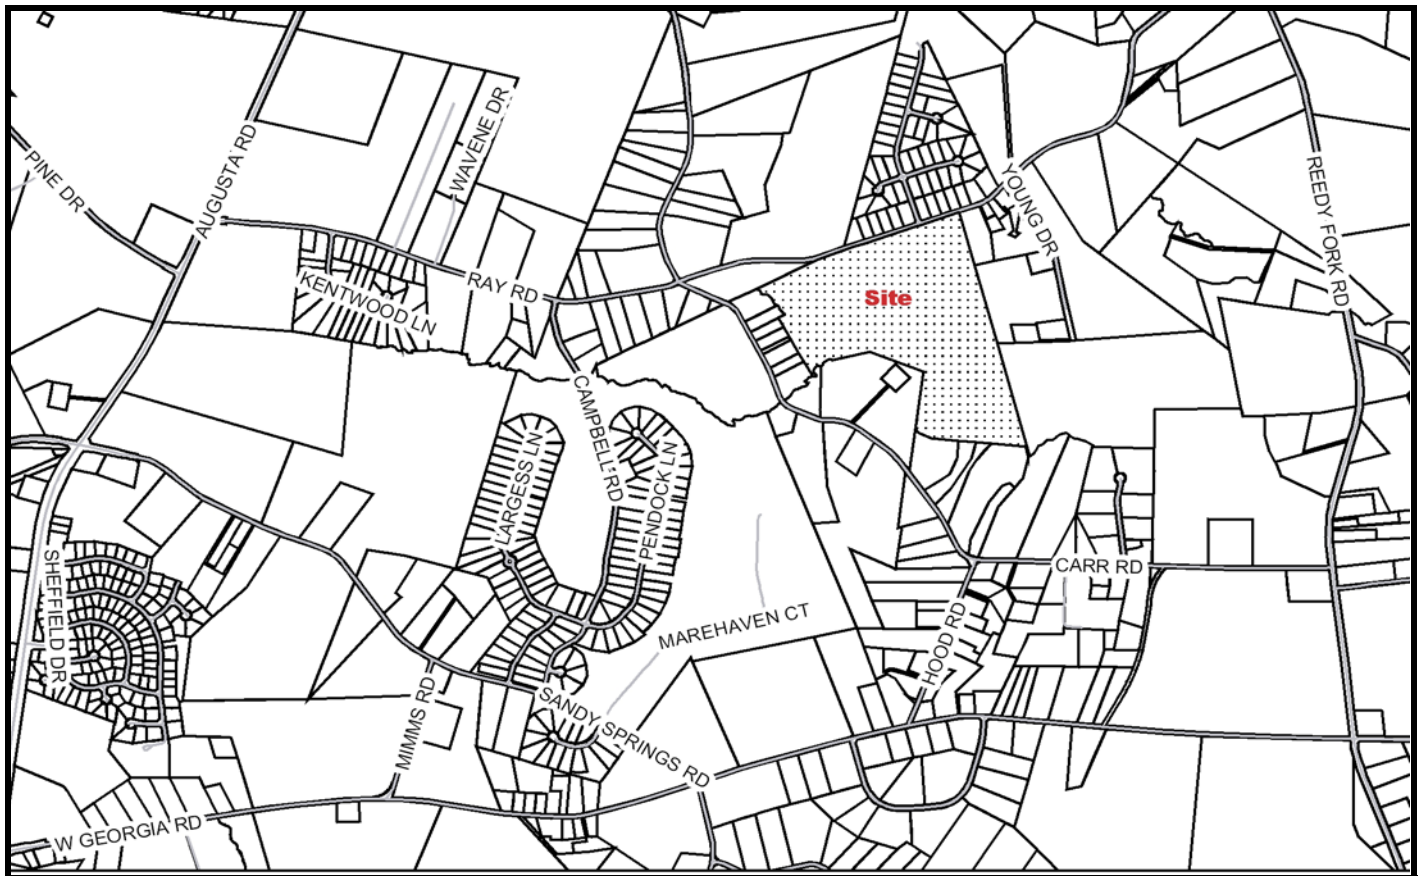 PINE DR
AUGUSTA RD
WAVENE DR
YOUNG DR
REEDY FORK RD
KENTWOOD LN
RAY RD
Site
CAMPBELL RD
LARGESS LN
PENDOCK LN
SHEFFIELD DR
CARR RD
MAREHAVEN CT
HOOD RD
MIMMS RD
SANDY SPRINGS RD
W GEORGIA RD